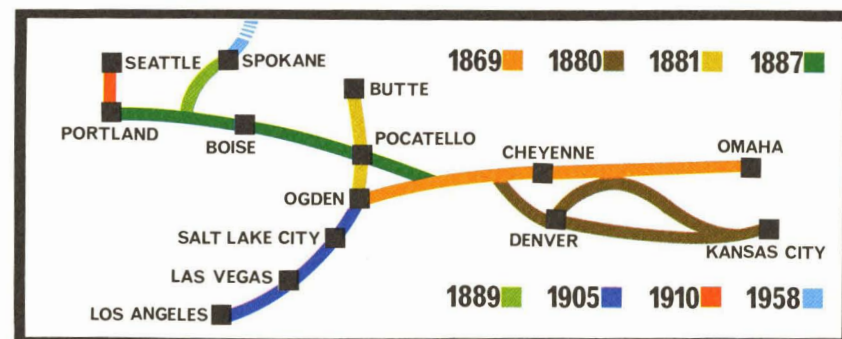 1869 1880 1881 1887
SEATTLE
SPOKANE
BUTTE
PORTLAND
BOISE
POCATELLO
CHEYENNE
OMAHA
OGDEN
SALT LAKE CITY
DENVER
KANSAS CITY
LAS VEGAS
LOS ANGELES
1889 1905 1910 1958